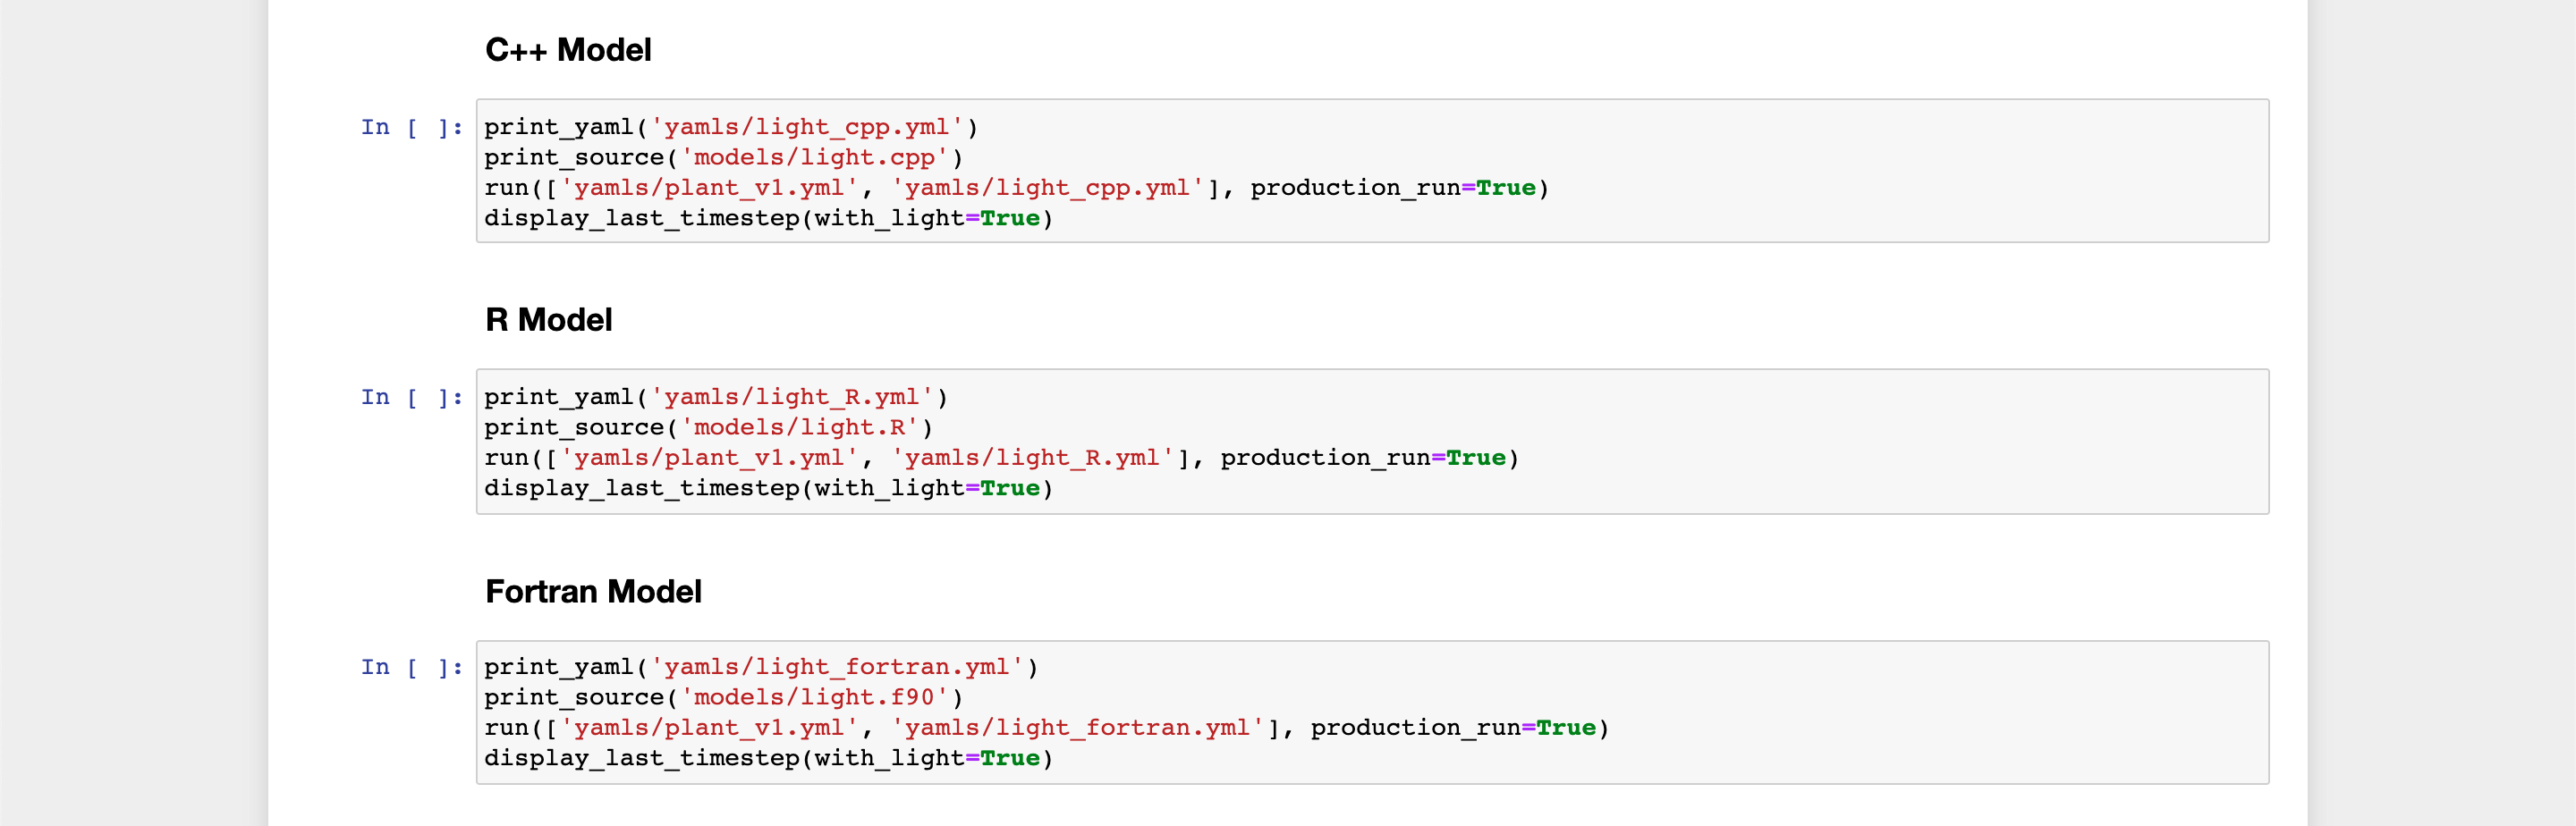 C++ Model
In [ ]: print_yaml('yamls/light_cpp.yml')
print_source('models/light.cpp')
run(['yamls/plant_v1.yml', 'yamls/light_cpp.yml'], production_run=True)
display_last_timestep(with_light=True)
R Model
In [ ]: print_yaml('yamls/light_R.yml')
print_source('models/light.R')
run(['yamls/plant_v1.yml', 'yamls/light_R.yml'], production_run=True)
display_last_timestep(with_light=True)
Fortran Model
In [ ]: print_yaml('yamls/light_fortran.yml')
print_source('models/light.f90')
run(['yamls/plant_v1.yml', 'yamls/light_fortran.yml'], production_run=True)
display_last_timestep(with_light=True)